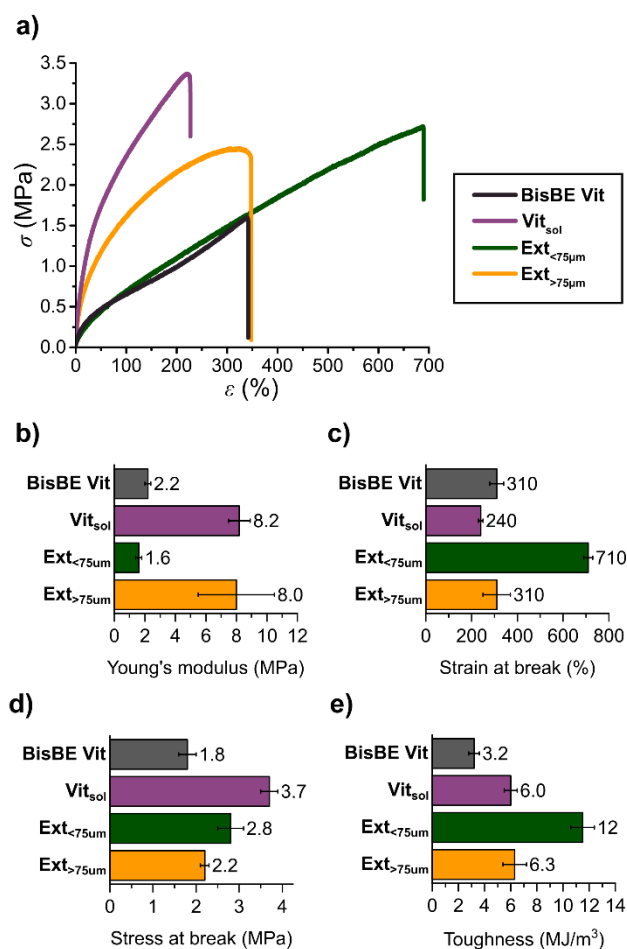 a)
3.5
3.0
2.5
2.0
1.5
1.0
0.5
0.0
σ (MPa)
0 100 200 300 400 500 600 700
ε (%)
BisBE Vit
Vitsol
Ext<75μm
Ext>75μm
b)
BisBE Vit 2.2
Vitsol 8.2
Ext<75um 1.6
Ext>75um 8.0
0 2 4 6 8 10 12
Young's modulus (MPa)
c)
BisBE Vit 310
Vitsol 240
Ext<75um 710
Ext>75um 310
0 200 400 600 800
Strain at break (%)
d)
BisBE Vit 1.8
Vitsol 3.7
Ext<75um 2.8
Ext>75um 2.2
0 1 2 3 4
Stress at break (MPa)
e)
BisBE Vit 3.2
Vitsol 6.0
Ext<75um 12
Ext>75um 6.3
0 2 4 6 8 10 12 14
Toughness (MJ/m³)